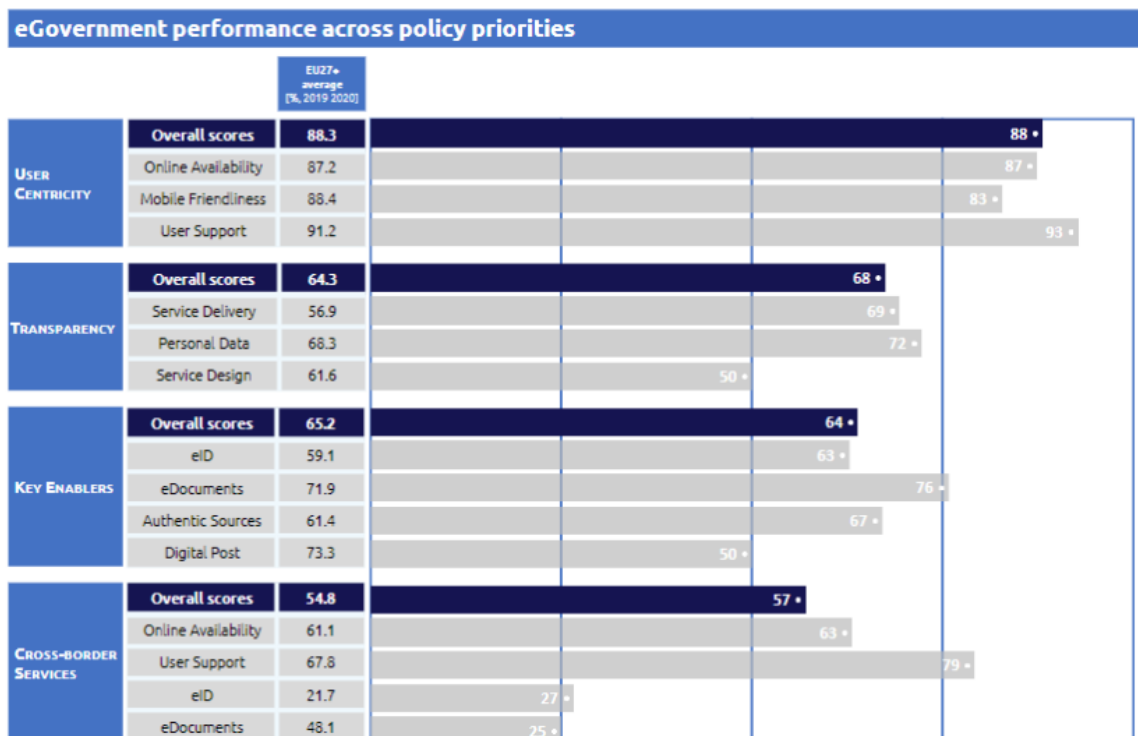 eGovernment performance across policy priorities
EU27+
average
[%, 2019 2020]
USER
CENTRICITY
Overall scores 88.3 88
Online Availability 87.2 87
Mobile Friendliness 88.4 83
User Support 91.2 93
TRANSPARENCY
Overall scores 64.3 68
Service Delivery 56.9 69
Personal Data 68.3 72
Service Design 61.6 50
KEY ENABLERS
Overall scores 65.2 64
eID 59.1 63
eDocuments 71.9 76
Authentic Sources 61.4 67
Digital Post 73.3 50
CROSS-BORDER
SERVICES
Overall scores 54.8 57
Online Availability 61.1 63
User Support 67.8 79
eID 21.7 27
eDocuments 48.1 25